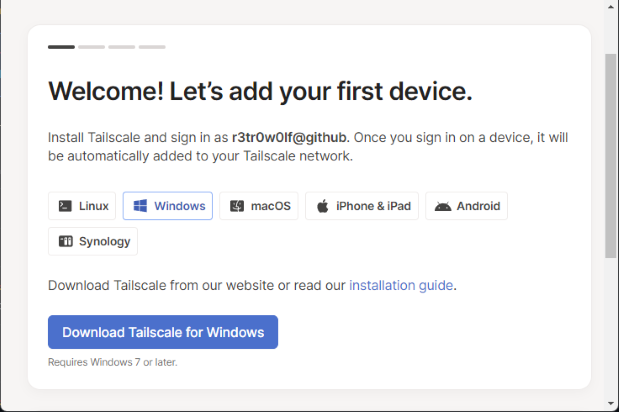 Welcome! Let's add your first device.
Install Tailscale and sign in as r3tr0w0lf@github. Once you sign in on a device, it will
be automatically added to your Tailscale network.
Linux
Windows
macOS
iPhone & iPad
Android
Synology
Download Tailscale from our website or read our installation guide.
Download Tailscale for Windows
Requires Windows 7 or later.